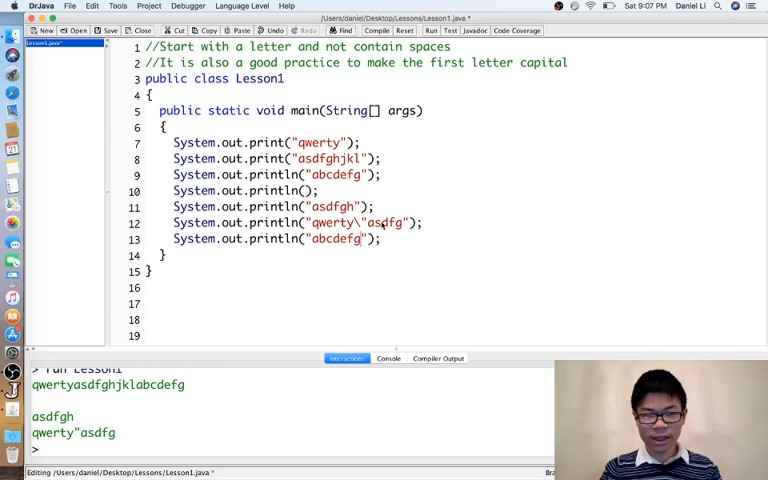 DrJava File Edit Tools Project Debugger Language Level Help Sat 9:07 PM Daniel Li
/Users/daniel/Desktop/Lessons/Lesson1.java *
New Open Save Close Cut Copy Paste Undo Redo Find Compile Reset Run Test Javadoc Code Coverage
Lesson1.java*
1 //Start with a letter and not contain spaces
2 //It is also a good practice to make the first letter capital
3 public class Lesson1
4 {
5 public static void main(String[] args)
6 {
7 System.out.print("qwerty");
8 System.out.print("asdfghjkl");
9 System.out.println("abcdefg");
10 System.out.println();
11 System.out.println("asdfgh");
12 System.out.println("qwerty\"asdfg");
13 System.out.println("abcdefg");
14 }
15 }
16
17
18
19
Interactions Console Compiler Output
> run Lesson1
qwertyasdfghjklabcdefg
asdfgh
qwerty"asdfg
>
Editing /Users/daniel/Desktop/Lessons/Lesson1.java *